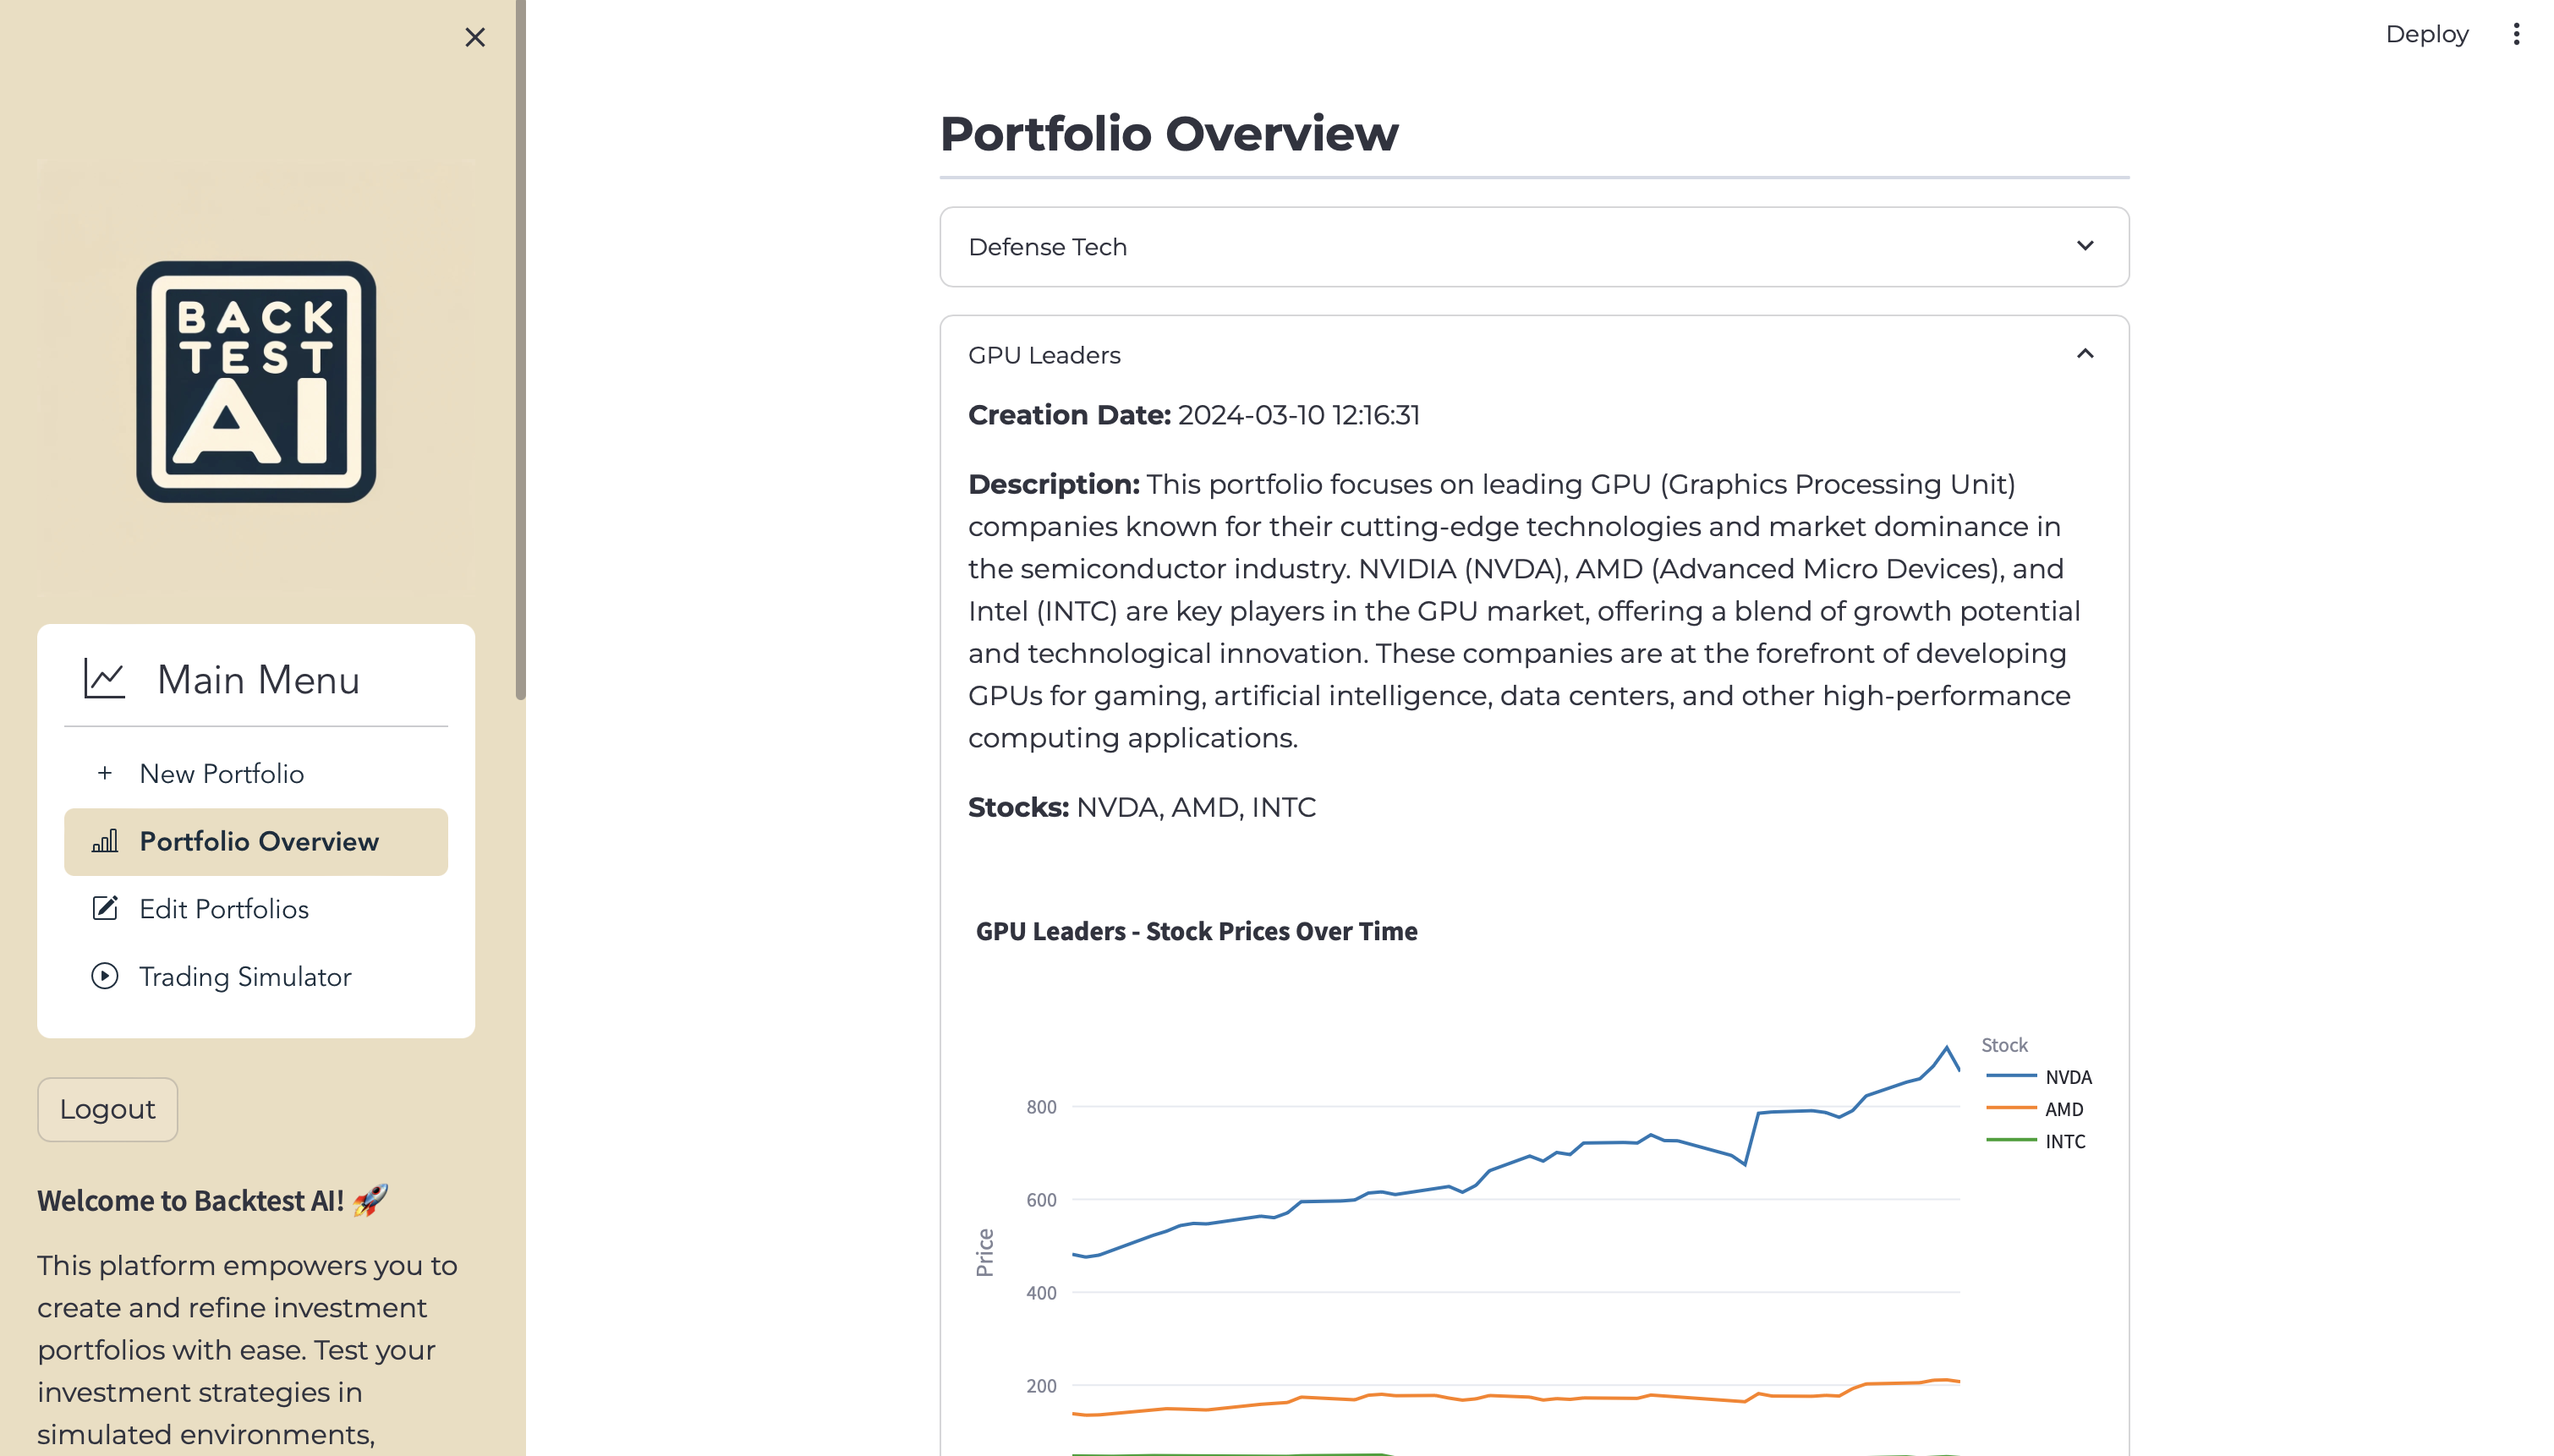 BACK
TEST
AI
Main Menu
New Portfolio
Portfolio Overview
Edit Portfolios
Trading Simulator
Logout
Welcome to Backtest AI! 🚀
This platform empowers you to
create and refine investment
portfolios with ease. Test your
investment strategies in
simulated environments,
Deploy
Portfolio Overview
Defense Tech
GPU Leaders
Creation Date: 2024-03-10 12:16:31
Description: This portfolio focuses on leading GPU (Graphics Processing Unit)
companies known for their cutting-edge technologies and market dominance in
the semiconductor industry. NVIDIA (NVDA), AMD (Advanced Micro Devices), and
Intel (INTC) are key players in the GPU market, offering a blend of growth potential
and technological innovation. These companies are at the forefront of developing
GPUs for gaming, artificial intelligence, data centers, and other high-performance
computing applications.
Stocks: NVDA, AMD, INTC
GPU Leaders - Stock Prices Over Time
Stock
NVDA
AMD
INTC
800
600
400
200
Price